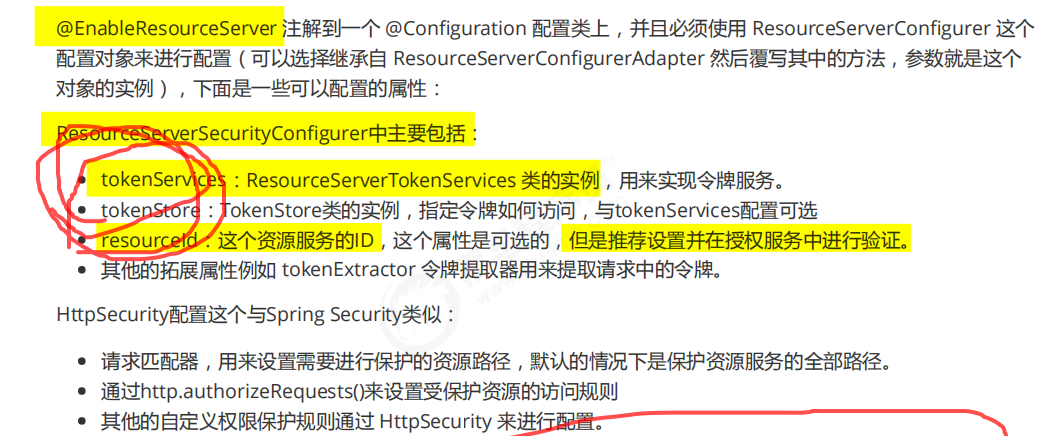 @EnableResourceServer 注解到一个 @Configuration 配置类上，并且必须使用 ResourceServerConfigurer 这个
配置对象来进行配置（可以选择继承自 ResourceServerConfigurerAdapter 然后覆写其中的方法，参数就是这个
对象的实例），下面是一些可以配置的属性：
ResourceServerSecurityConfigurer中主要包括：
tokenServices：ResourceServerTokenServices 类的实例，用来实现令牌服务。
tokenStore：TokenStore类的实例，指定令牌如何访问，与tokenServices配置可选
resourceId：这个资源服务的ID，这个属性是可选的，但是推荐设置并在授权服务中进行验证。
其他的拓展属性例如 tokenExtractor 令牌提取器用来提取请求中的令牌。
HttpSecurity配置这个与Spring Security类似：
请求匹配器，用来设置需要进行保护的资源路径，默认的情况下是保护资源服务的全部路径。
通过http.authorizeRequests()来设置受保护资源的访问规则
其他的自定义权限保护规则通过 HttpSecurity 来进行配置。